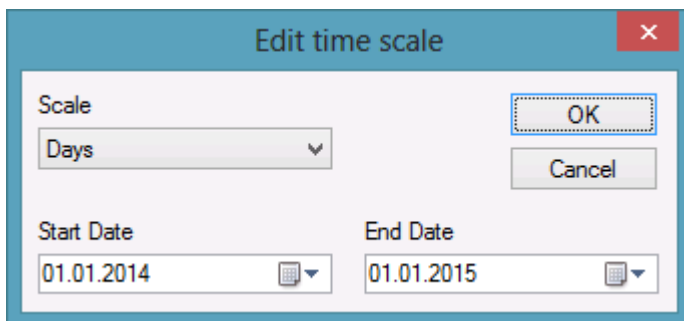 Edit time scale
Scale
Days
OK
Cancel
Start Date
End Date
01.01.2014
01.01.2015